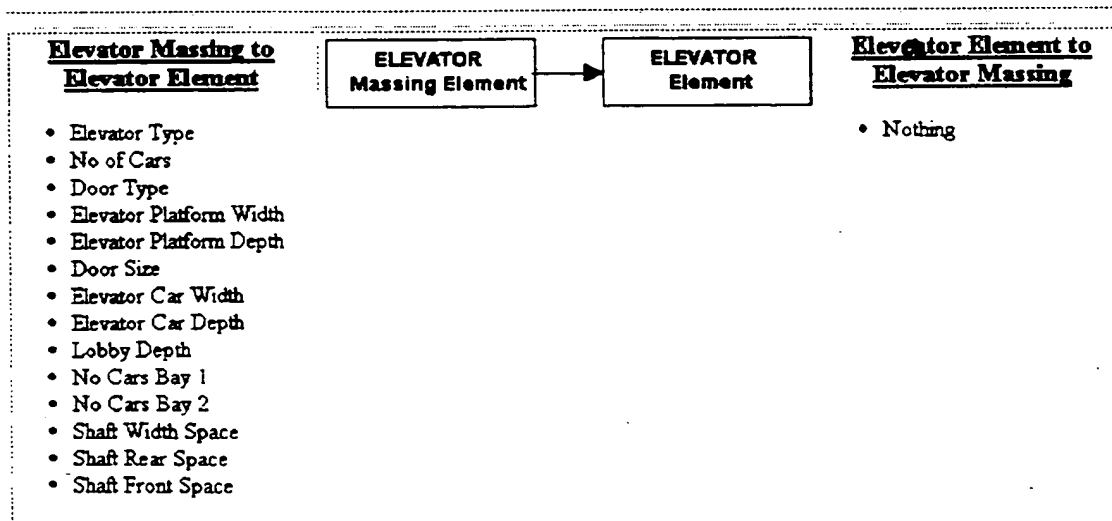 Elevator Massing to
Elevator Element
ELEVATOR
Massing Element
ELEVATOR
Element
Elevator Element to
Elevator Massing
• Elevator Type
• No of Cars
• Door Type
• Elevator Platform Width
• Elevator Platform Depth
• Door Size
• Elevator Car Width
• Elevator Car Depth
• Lobby Depth
• No Cars Bay 1
• No Cars Bay 2
• Shaft Width Space
• Shaft Rear Space
• Shaft Front Space
• Nothing